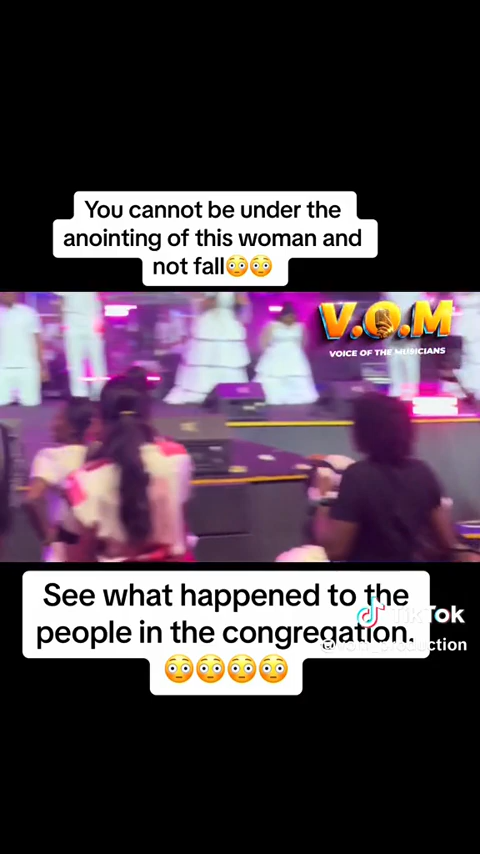 You cannot be under the
anointing of this woman and
not fall😳😳
V.O.M
VOICE OF THE MUSICIANS
See what happened to the
people in the congregation.
😳😳😳😳
TikTok